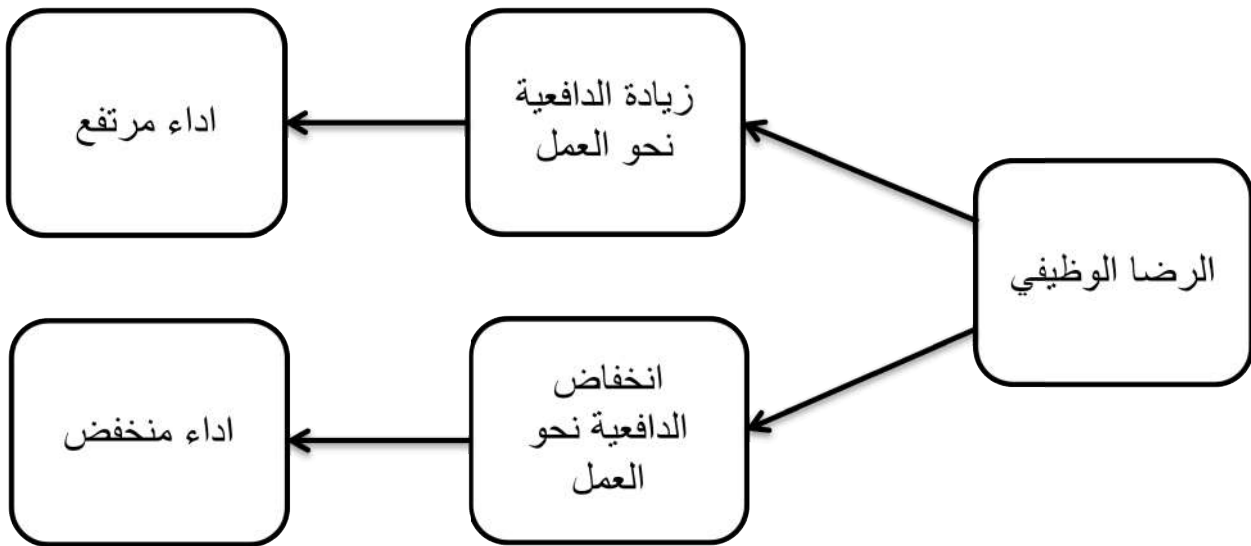 الرضا الوظيفي
زيادة الدافعية
نحو العمل
اداء مرتفع
انخفاض
الدافعية نحو
العمل
اداء منخفض